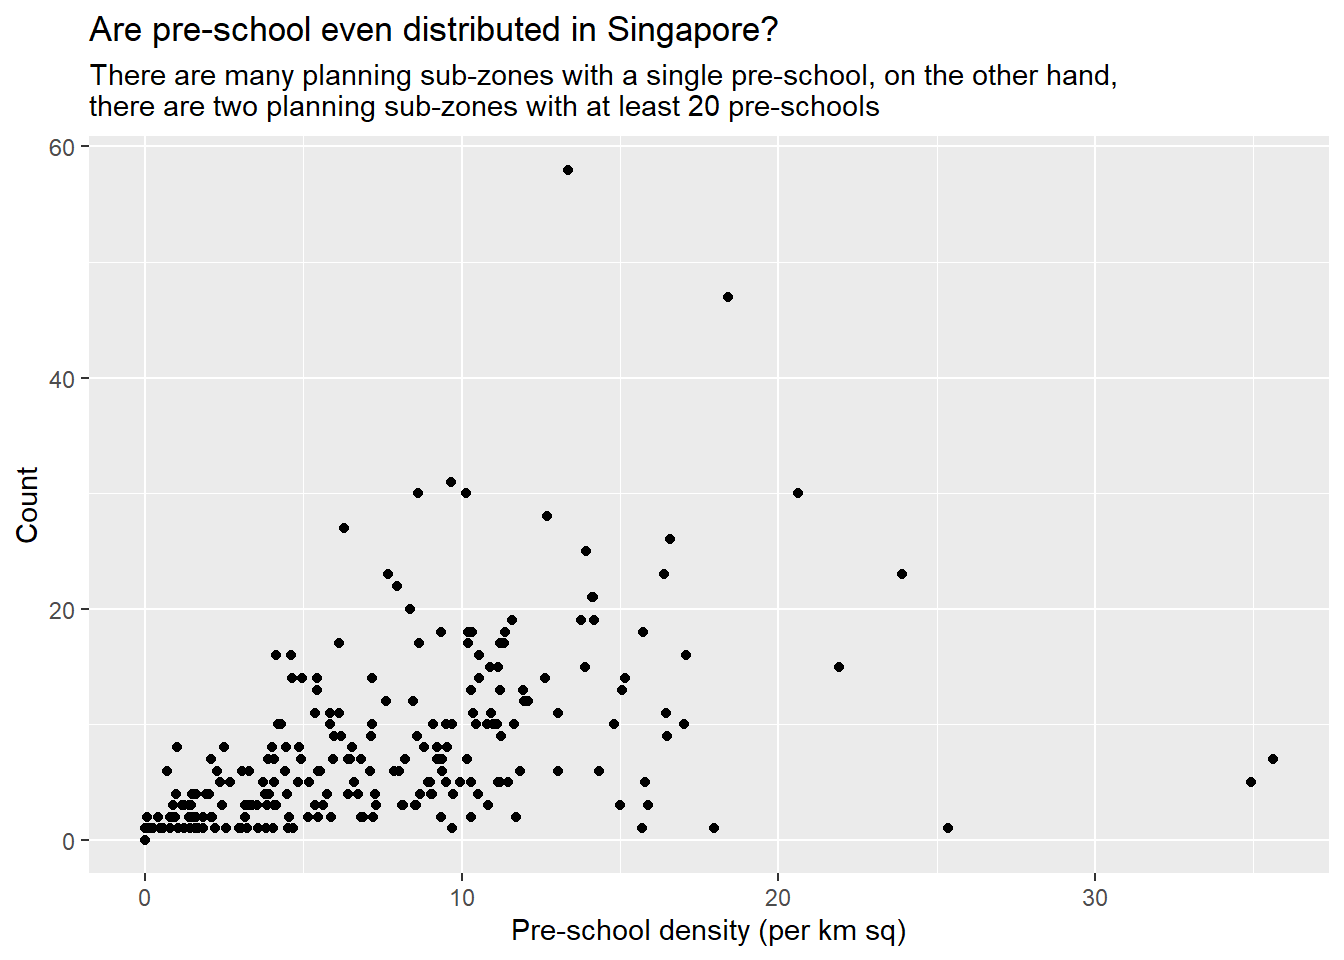 Are pre-school even distributed in Singapore?
There are many planning sub-zones with a single pre-school, on the other hand,
there are two planning sub-zones with at least 20 pre-schools
60
40
20
0
Count
0 10 20 30
Pre-school density (per km sq)